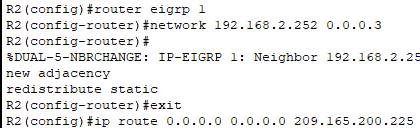 R2(config)#router eigrp 1
R2(config-router)#network 192.168.2.252 0.0.0.3
R2(config-router)#
%DUAL-5-NBRCHANGE: IP-EIGRP 1: Neighbor 192.168.2.25
new adjacency
redistribute static
R2(config-router)#exit
R2(config)#ip route 0.0.0.0 0.0.0.0 209.165.200.225